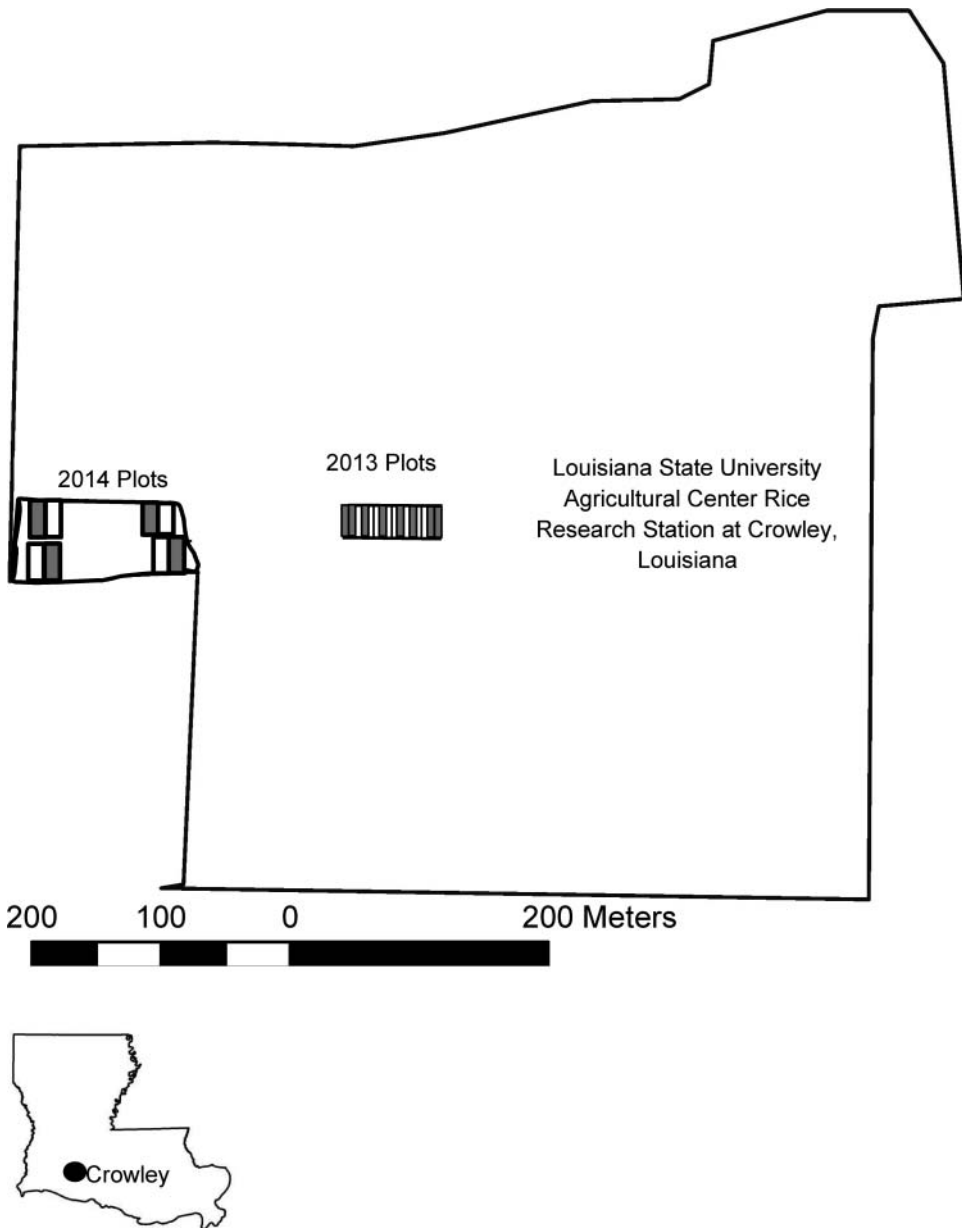 2014 Plots
2013 Plots
Louisiana State University
Agricultural Center Rice
Research Station at Crowley,
Louisiana
200 100 0 200 Meters
Crowley